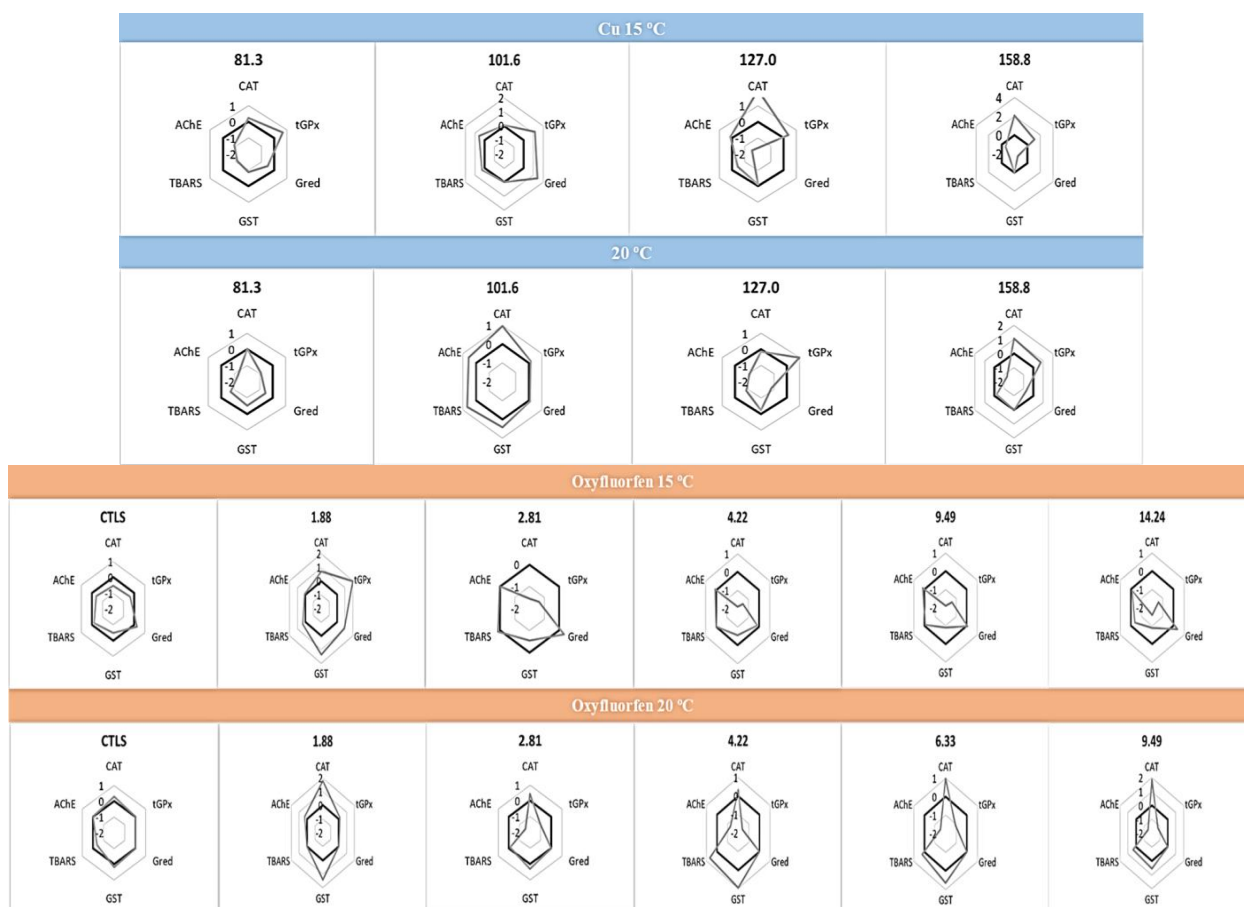 Cu 15 ºC
81.3 101.6 127.0 158.8
CAT CAT CAT CAT
1 2 1 4
0 1 0 0
-1 0 -1 -2
-2 -1 -2
-2
AChE tGPx AChE tGPx AChE tGPx AChE tGPx
TBARS Gred TBARS Gred TBARS Gred TBARS Gred
GST GST GST GST
20 ºC
81.3 101.6 127.0 158.8
CAT CAT CAT CAT
1 1 1 2
0 0 0 1
-1 -1 -1 0
-2 -2 -2 -1
-2
AChE tGPx AChE tGPx AChE tGPx AChE tGPx
TBARS Gred TBARS Gred TBARS Gred TBARS Gred
GST GST GST GST
Oxyfluorfen 15 ºC
CTLS 1.88 2.81 4.22 9.49 14.24
CAT CAT CAT CAT CAT CAT
1 2 0 1 1 1
0 1 -1 0 0 0
-1 0 -2 -1 -1 -1
-2 -1 -2 -2 -2
-2
AChE tGPx AChE tGPx AChE tGPx AChE tGPx AChE tGPx AChE tGPx
TBARS Gred TBARS Gred TBARS Gred TBARS Gred TBARS Gred TBARS Gred
GST GST GST GST GST GST
Oxyfluorfen 20 ºC
CTLS 1.88 2.81 4.22 6.33 9.49
CAT CAT CAT CAT CAT CAT
1 2 1 1 1 2
0 1 0 0 0 1
-1 0 -1 -1 -1 0
-2 -1 -2 -2 -2 -1
-2 -2
AChE tGPx AChE tGPx AChE tGPx AChE tGPx AChE tGPx AChE tGPx
TBARS Gred TBARS Gred TBARS Gred TBARS Gred TBARS Gred TBARS Gred
GST GST GST GST GST GST